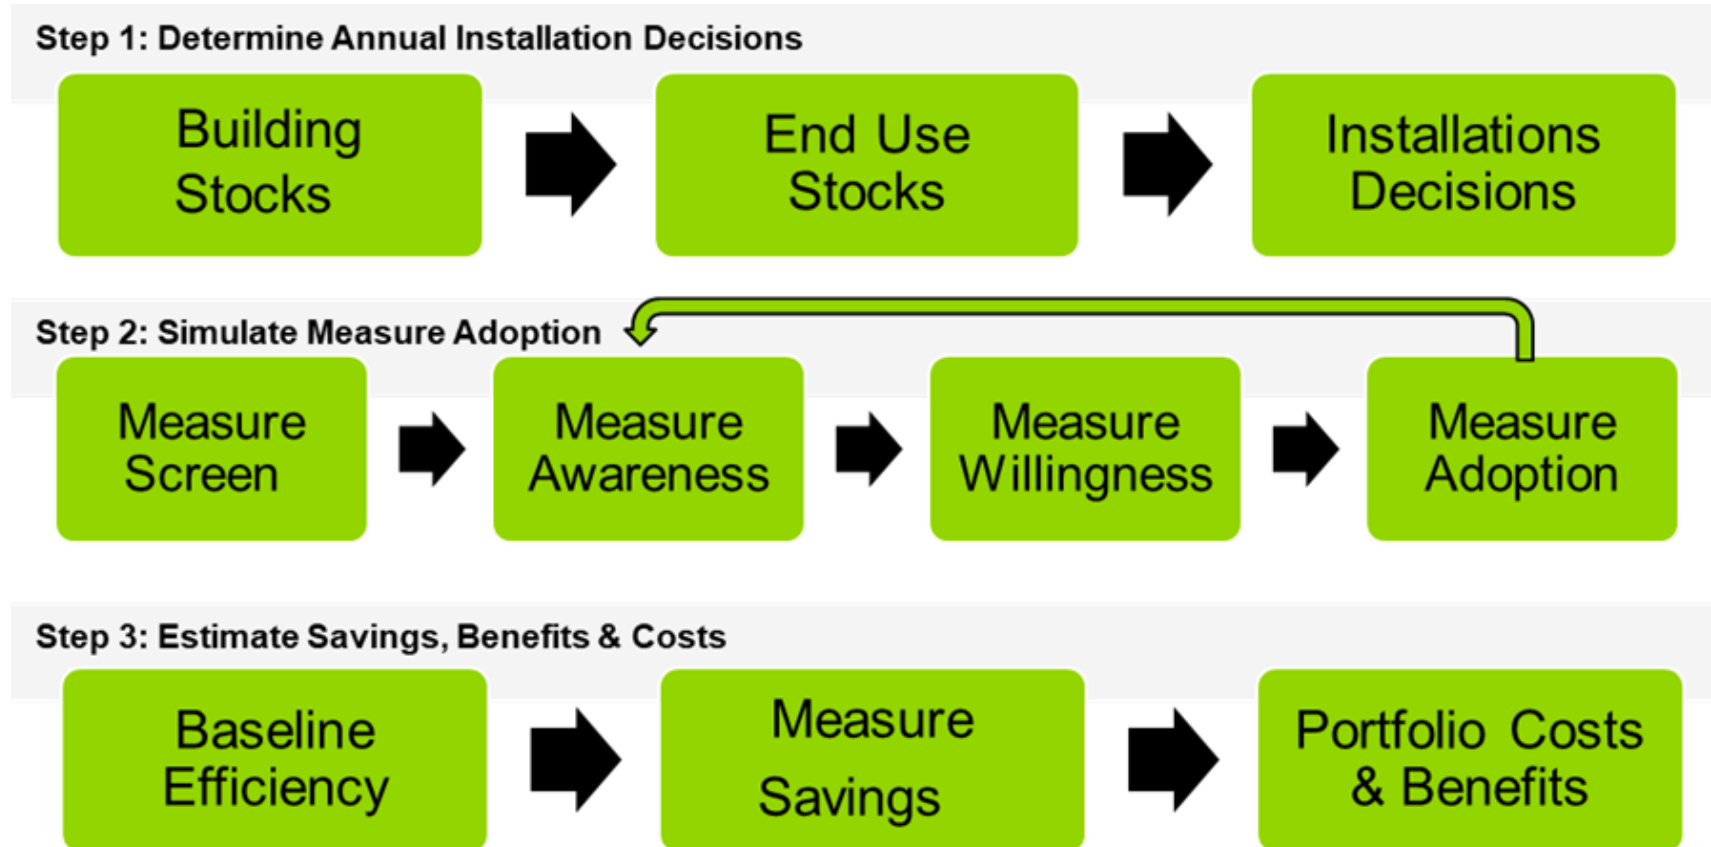 Step 1: Determine Annual Installation Decisions
Building
Stocks
End Use
Stocks
Installations
Decisions
Step 2: Simulate Measure Adoption
Measure
Screen
Measure
Awareness
Measure
Willingness
Measure
Adoption
Step 3: Estimate Savings, Benefits & Costs
Baseline
Efficiency
Measure
Savings
Portfolio Costs
& Benefits